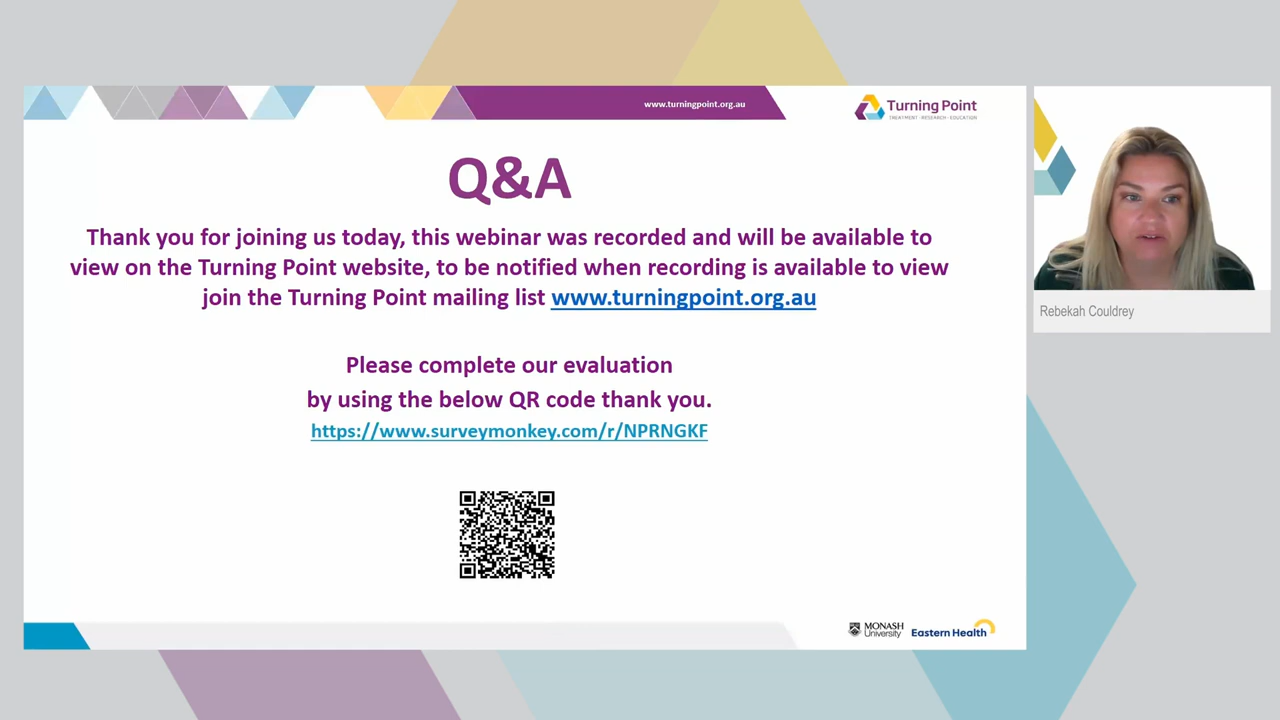 www.turningpoint.org.au
Turning Point
TREATMENT · RESEARCH · EDUCATION
Q&A
Thank you for joining us today, this webinar was recorded and will be available to
view on the Turning Point website, to be notified when recording is available to view
join the Turning Point mailing list www.turningpoint.org.au
Please complete our evaluation
by using the below QR code thank you.
https://www.surveymonkey.com/r/NPRNGKF
MONASH
University
Eastern Health
Rebekah Couldrey